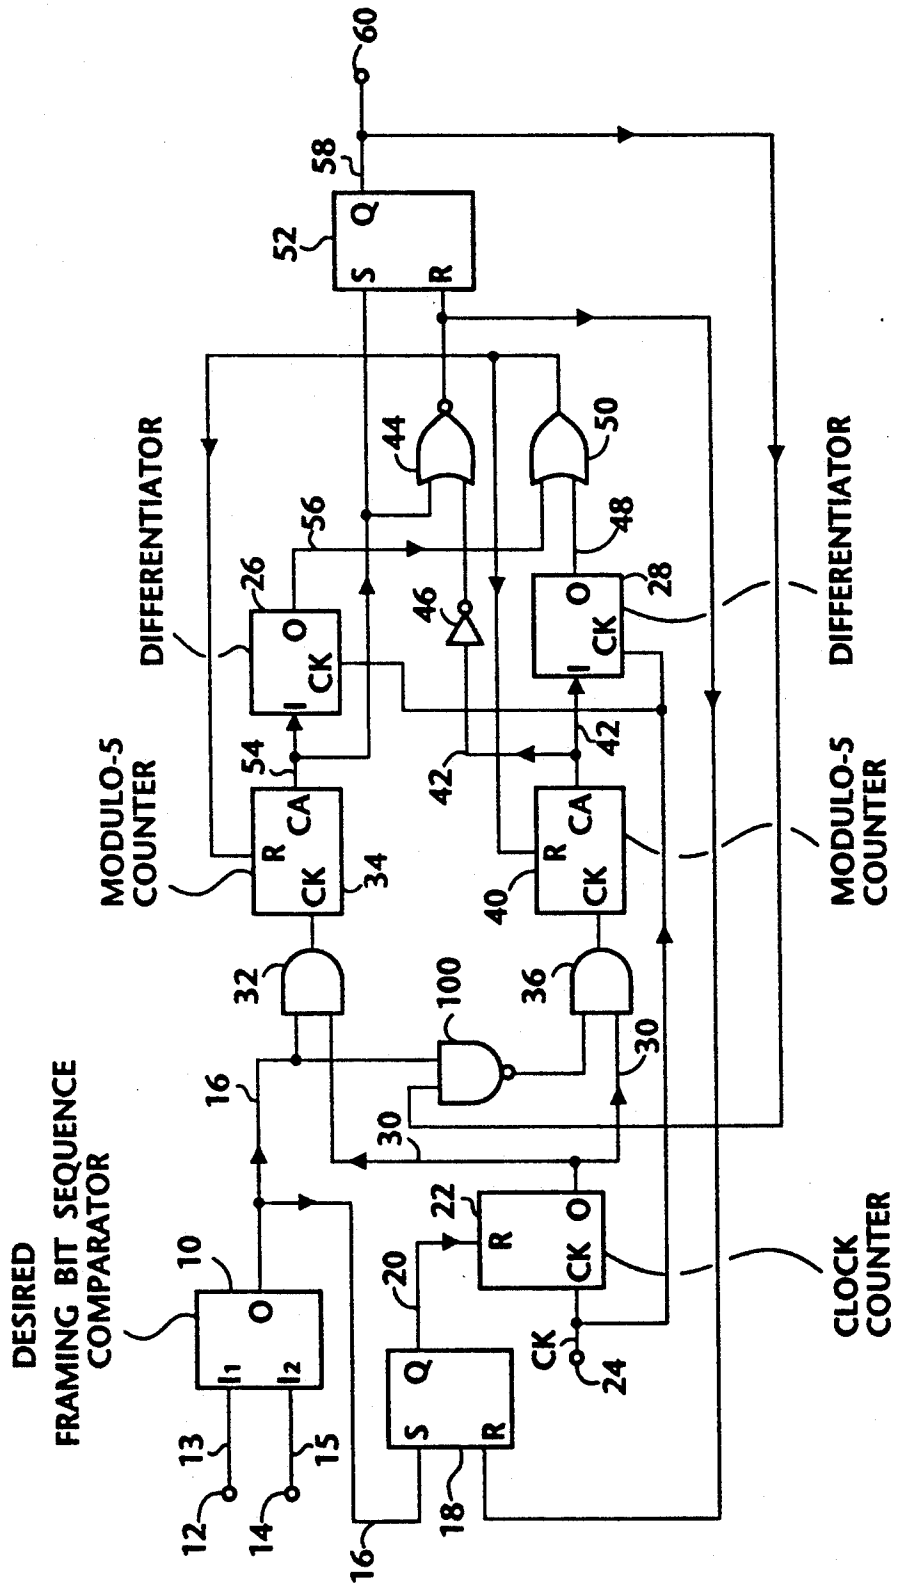 DESIRED
FRAMING BIT SEQUENCE
COMPARATOR
10
12
13
I1
O
14
15
I2
16
16
18
S
Q
R
20
22
R
CK
O
CK
24
CLOCK
COUNTER
30
30
32
100
36
MODULO-5
COUNTER
R
CK
CA
34
54
40
R
CK
CA
42
42
MODULO-5
COUNTER
DIFFERENTIATOR
26
I
O
CK
56
46
I
O
CK
28
48
DIFFERENTIATOR
44
50
52
S
Q
R
58
60